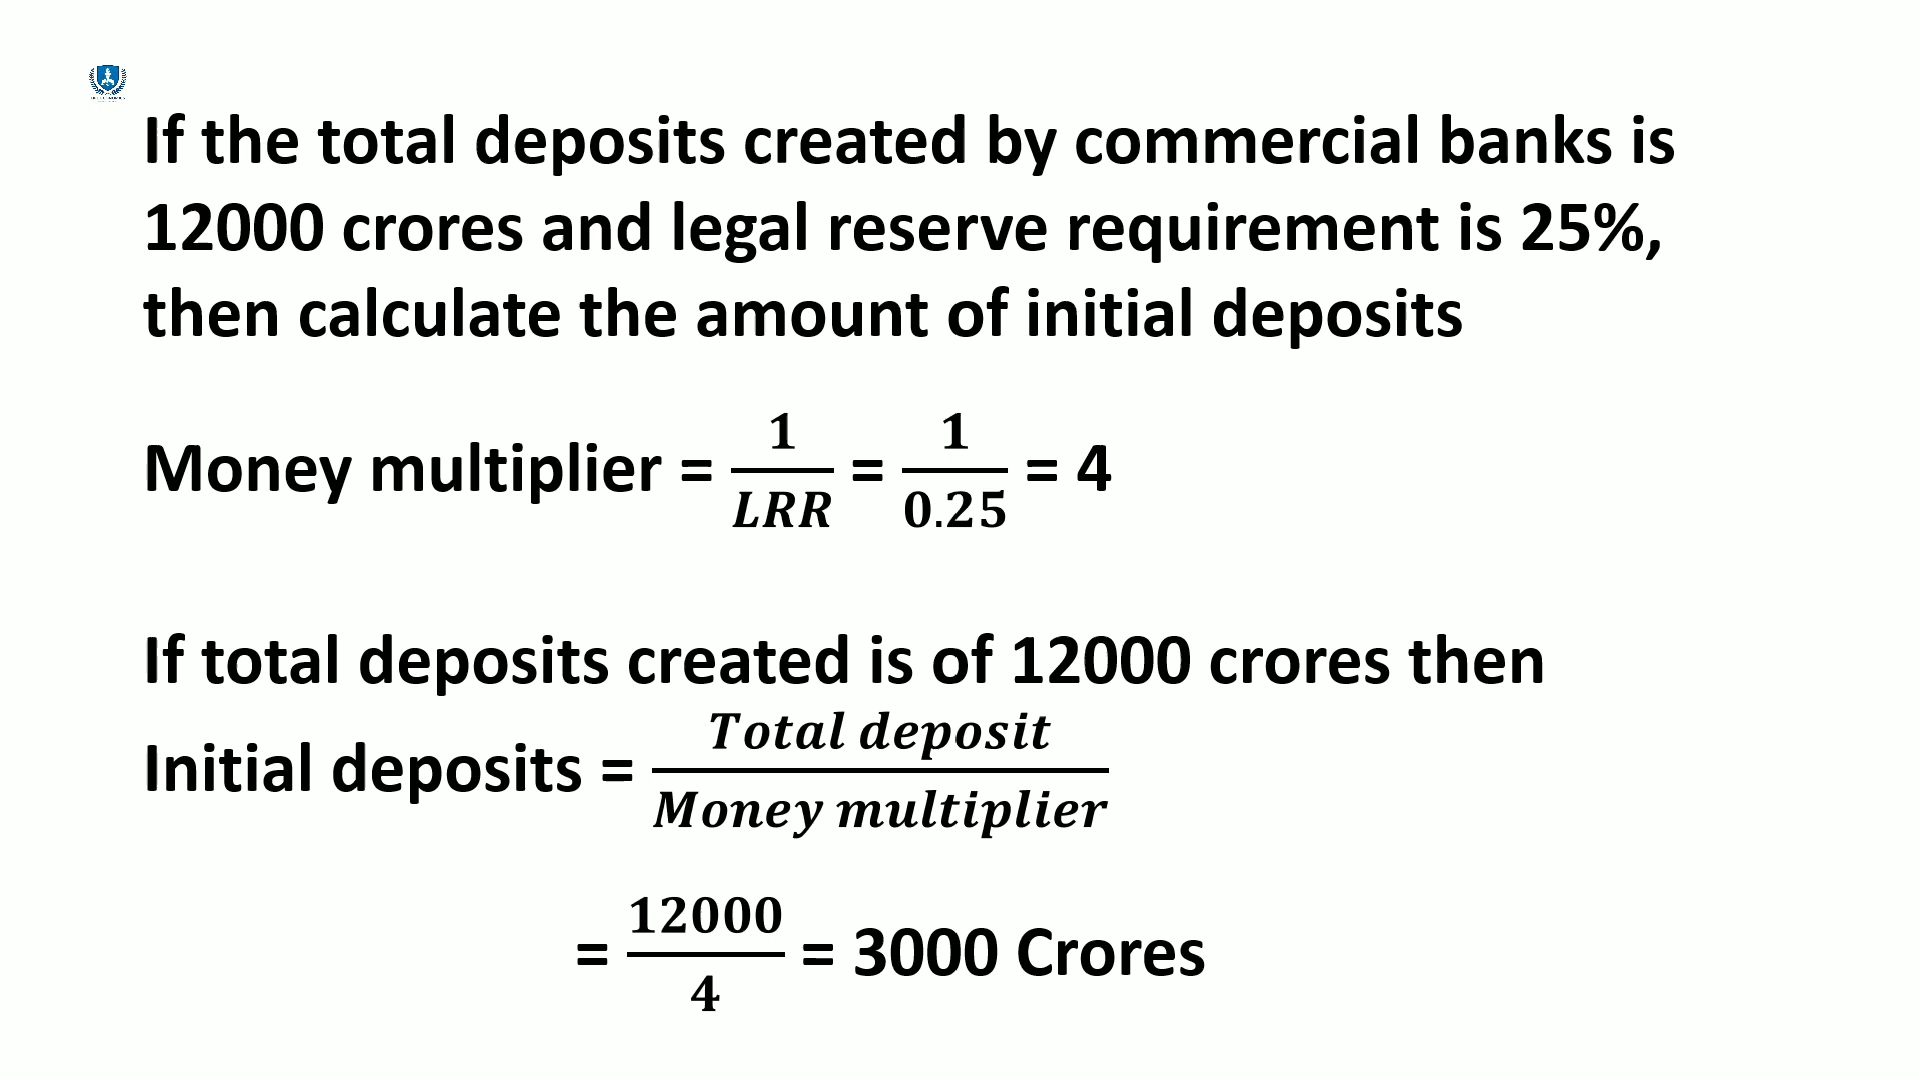 If the total deposits created by commercial banks is
12000 crores and legal reserve requirement is 25%,
then calculate the amount of initial deposits
Money multiplier = 1/LRR = 1/0.25 = 4
If total deposits created is of 12000 crores then
Initial deposits = Total deposit/Money multiplier
= 12000/4 = 3000 Crores